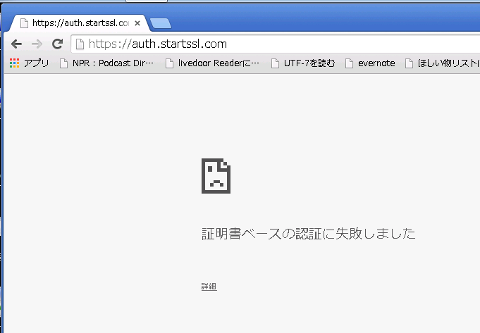 https://auth.startssl.com
https://auth.startssl.com
アプリ NPR : Podcast Dir… livedoor Readerに… UTF-7を読む evernote ほしい物リストに
証明書ベースの認証に失敗しました
詳細